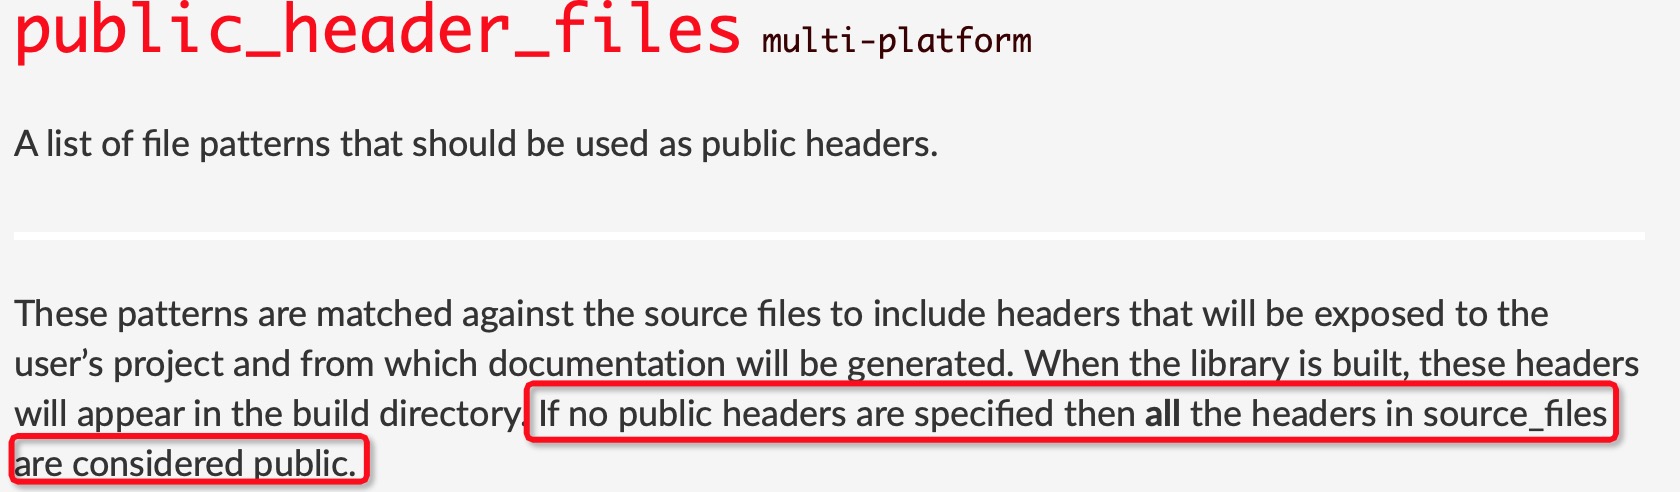 public_header_files multi-platform
A list of file patterns that should be used as public headers.
These patterns are matched against the source files to include headers that will be exposed to the
user’s project and from which documentation will be generated. When the library is built, these headers
will appear in the build directory. If no public headers are specified then all the headers in source_files
are considered public.